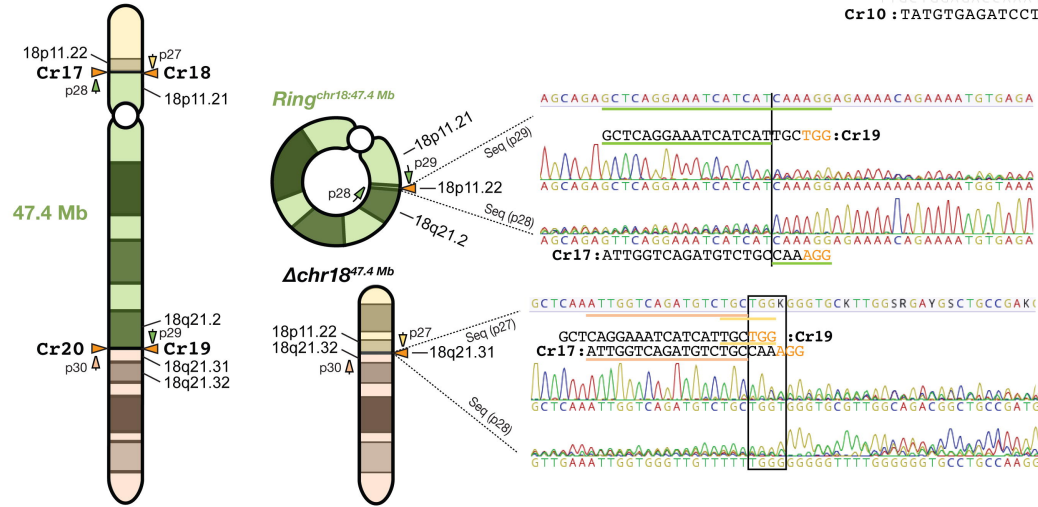 Cr10 :TATGTGAGATCCT
18p11.22
p27
Cr17
Cr18
p28
18p11.21
47.4 Mb
18q21.2
p29
Cr20
Cr19
p30
18q21.31
18q21.32
Ring chr18:47.4 Mb
18p11.21
p29
p28
18p11.22
18q21.2
Seq (p29)
Seq (p28)
AGCAGAGCTCAGGAAATCATCATCAAAGGAGAAAACAGAAAATGTGAGA
GCTCAGGAAATCATCATTGCTGG:Cr19
AGCAGAGCTCAGGAAATCATCATCAAAGGAAAAAAAAAAAAATGGTAAA
AGCAGAGTTCAGGAAATCATCATCAAAGGAGAAAACAGAAAATGTGAGA
Cr17:ATTGGTCAGATGTCTGCCAAAGG
Δchr18 47.4 Mb
18p11.22
p27
18q21.32
18q21.31
p30
Seq (p27)
Seq (p28)
GCTCAAATTGGTCAGATGTCTGCTGGKGGGTGCKTTGGSRGAYGSCTGCCGAKG
GCTCAGGAAATCATCATTGCTGG :Cr19
Cr17:ATTGGTCAGATGTCTGCCAAAGG
GCTCAAATTGGTCAGATGTCTGCTGGTGGGTGCGTTGGCAGACGGCTGCCGATG
GTTGAAATTGGTGGGTTGTTTTTTGGGGGGGGTTTTGGGGGGTGCCTGCCAAGG